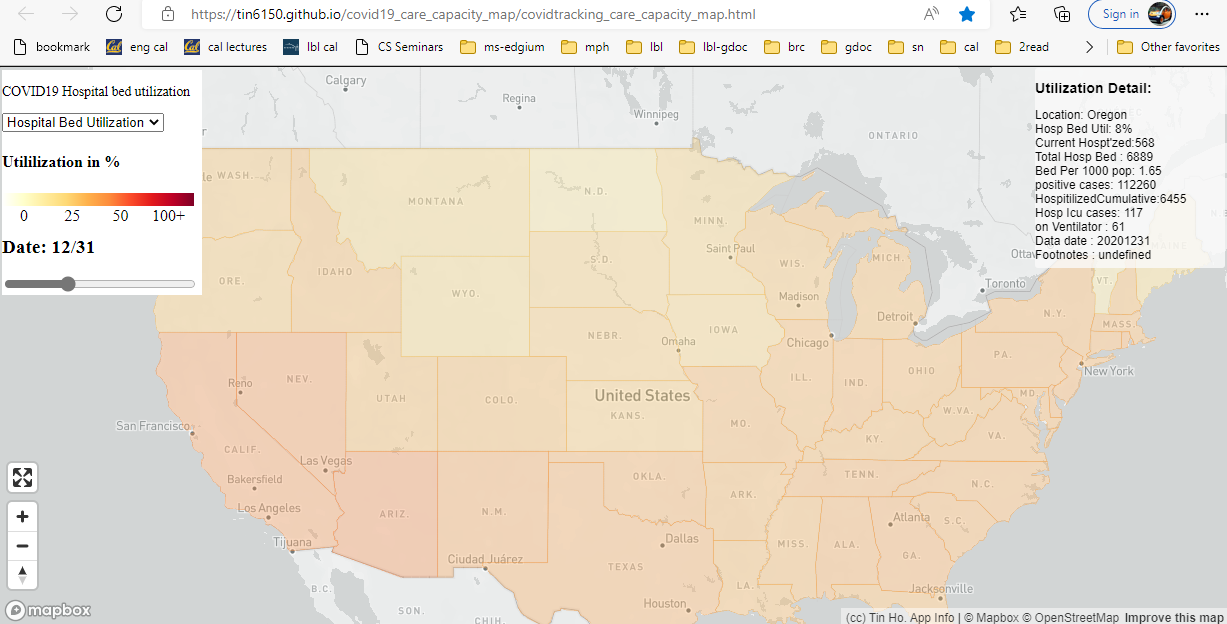 https://tin6150.github.io/covid19_care_capacity_map/covidtracking_care_capacity_map.html
Sign in
bookmark
Cal eng cal
Cal cal lectures
lbl cal
CS Seminars
ms-edgium
mph
lbl
lbl-gdoc
brc
gdoc
sn
cal
2read
Other favorites
COVID19 Hospital bed utilization
Hospital Bed Utilization
Utililization in %
0 25 50 100+
Date: 12/31
Utilization Detail:
Location: Oregon
Hosp Bed Util: 8%
Current Hospt'zed:568
Total Hosp Bed : 6889
Bed Per 1000 pop: 1.65
positive cases: 112260
HospitilizedCumulative:6455
Hosp Icu cases: 117
on Ventilator : 61
Data date : 20201231
Footnotes : undefined
Calgary
Regina
Winnipeg
ONTARIO
WASH.
MONTANA
N.D.
MINN.
Saint Paul
Ottaw
ORE.
IDAHO
S.D.
WIS.
MICH.
VT.
Toronto
WYO.
Madison
Detroit
N.Y.
MASS.
NEBR.
IOWA
Omaha
Chicago
PA.
New York
Reno
NEV.
UTAH
COLO.
United States
KANS.
ILL.
IND.
OHIO
MD.
W.VA.
VA.
San Francisco
CALIF.
Las Vegas
MO.
KY.
Bakersfield
Los Angeles
ARIZ.
N.M.
OKLA.
ARK.
TENN.
N.C.
Atlanta
S.C.
Tijuana
Ciudad Juárez
Dallas
TEXAS
MISS.
ALA.
GA.
LA.
Jacksonville
B.C.
SON.
CHIH.
Houston
mapbox
(cc) Tin Ho. App Info | © Mapbox © OpenStreetMap Improve this map